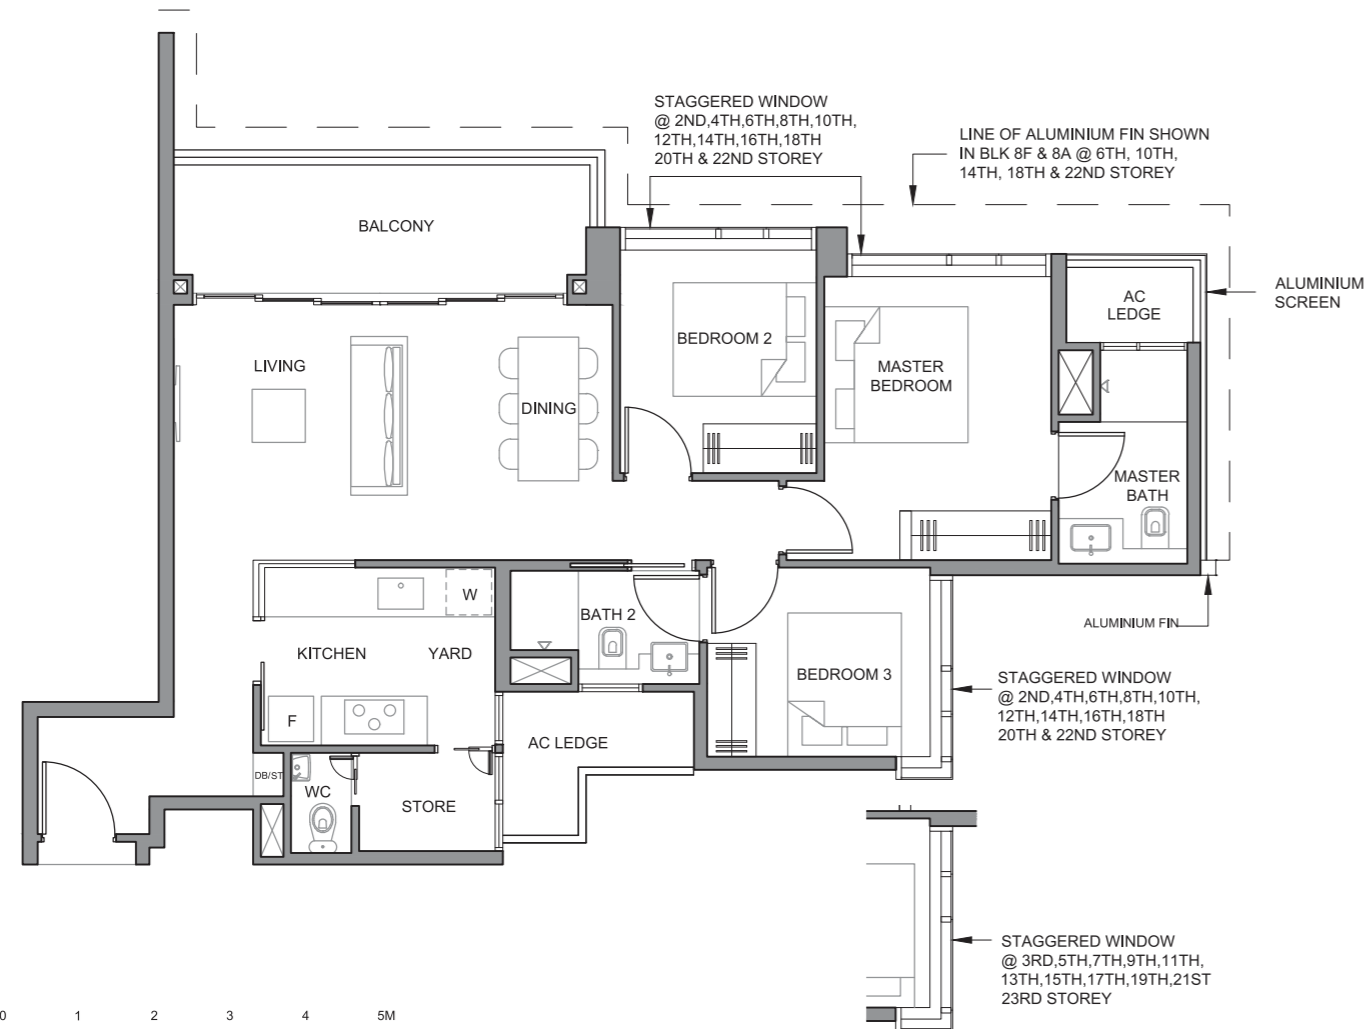 STAGGERED WINDOW
@ 2ND,4TH,6TH,8TH,10TH,
12TH,14TH,16TH,18TH
20TH & 22ND STOREY
LINE OF ALUMINIUM FIN SHOWN
IN BLK 8F & 8A @ 6TH, 10TH,
14TH, 18TH & 22ND STOREY
BALCONY
ALUMINIUM
SCREEN
AC
LEDGE
BEDROOM 2
MASTER
BEDROOM
LIVING
DINING
MASTER
BATH
W
BATH 2
ALUMINIUM FIN
KITCHEN
YARD
BEDROOM 3
STAGGERED WINDOW
@ 2ND,4TH,6TH,8TH,10TH,
12TH,14TH,16TH,18TH
20TH & 22ND STOREY
F
AC LEDGE
DB/ST
WC
STORE
STAGGERED WINDOW
@ 3RD,5TH,7TH,9TH,11TH,
13TH,15TH,17TH,19TH,21ST
23RD STOREY
0 1 2 3 4 5M